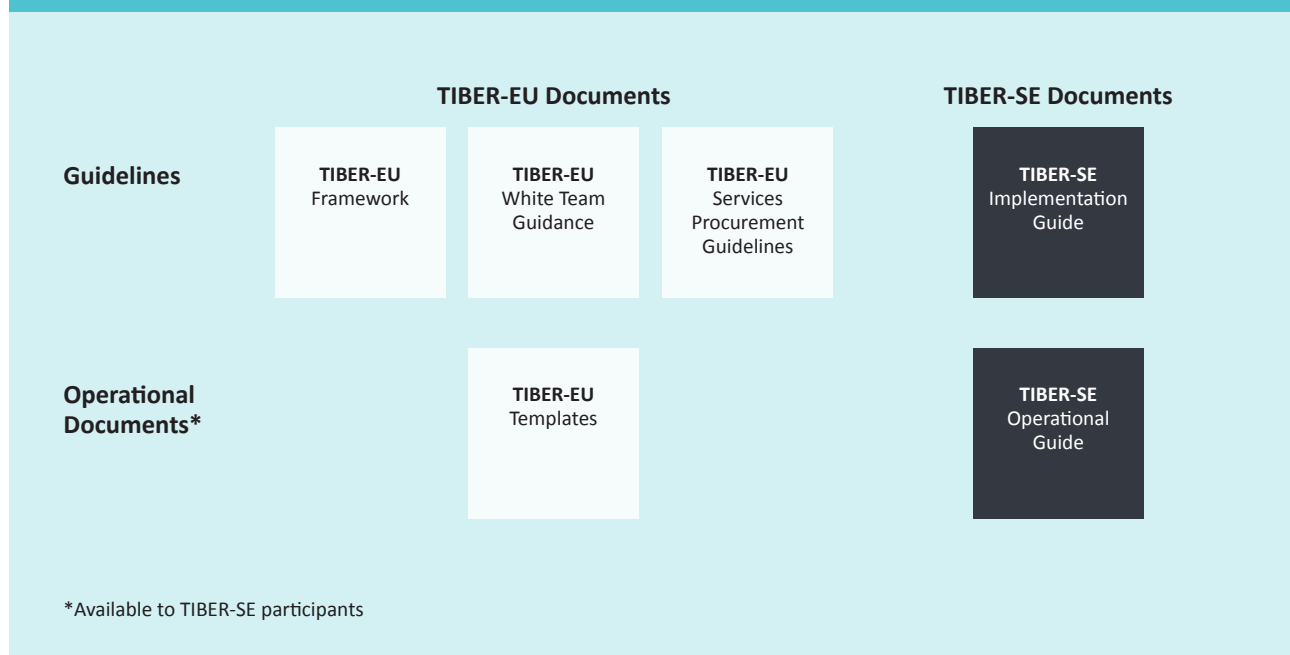 TIBER-EU Documents
TIBER-SE Documents
Guidelines
TIBER-EU
Framework
TIBER-EU
White Team
Guidance
TIBER-EU
Services
Procurement
Guidelines
TIBER-SE
Implementation
Guide
Operational
Documents*
TIBER-EU
Templates
TIBER-SE
Operational
Guide
*Available to TIBER-SE participants